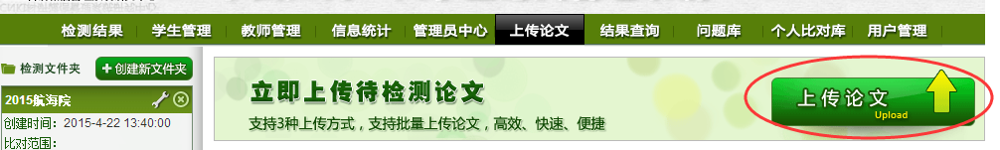 检测结果 学生管理 教师管理 信息统计 管理员中心 上传论文 结果查询 问题库 个人比对库 用户管理
检测文件夹 创建新文件夹
2015航海院
创建时间：2015-4-22 13:40:00
比对范围：
立即上传待检测论文
支持3种上传方式，支持批量上传论文，高效、快速、便捷
上传论文
Upload